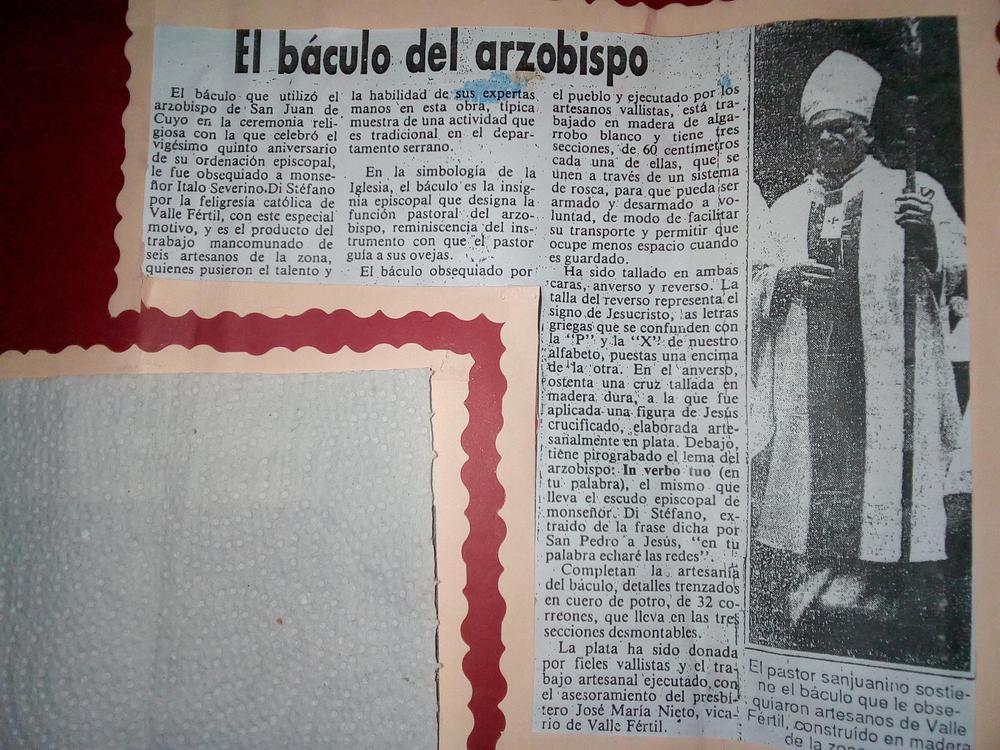 El báculo del arzobispo
El báculo que utilizó el
arzobispo de San Juan de
Cuyo en la ceremonia reli-
giosa con la que celebró el
vigésimo quinto aniversario
de su ordenación episcopal,
le fue obsequiado a monse-
ñor Italo Severino Di Stéfano
por la feligresía católica de
Valle Fértil, con este especial
motivo, y es el producto del
trabajo mancomunado de
seis artesanos de la zona,
quienes pusieron el talento y
la habilidad de sus expertas
manos en esta obra, típica
muestra de una actividad que
es tradicional en el depar-
tamento serrano.
En la simbología de la
Iglesia, el báculo es la insig-
nia episcopal que designa la
función pastoral del arzo-
bispo, reminiscencia del ins-
trumento con que el pastor
guía a sus ovejas.
El báculo obsequiado por
el pueblo y ejecutado por los
artesanos vallistas, está tra-
bajado en madera de alga-
rrobo blanco y tiene tres
secciones, de 60 centímetros
cada una de ellas, que se
unen a través de un sistema
de rosca, para que pueda ser
armado y desarmado a vo-
luntad, de modo de facilitar
su transporte y permitir que
ocupe menos espacio cuando
es guardado.
Ha sido tallado en ambas
caras, anverso y reverso. La
talla del reverso representa el
signo de Jesucristo, las letras
griegas que se confunden con
la "P" y la "X" de nuestro
alfabeto, puestas una encima
de la otra. En el anverso,
ostenta una cruz tallada en
madera dura, a la que fue
aplicada una figura de Jesús
crucificado, elaborada arte-
sanalmente en plata. Debajo,
tiene pirograbado el lema del
arzobispo: In verbo tuo (en
tu palabra), el mismo que
lleva el escudo episcopal de
monseñor Di Stéfano, ex-
traido de la frase dicha por
San Pedro a Jesús, "en tu
palabra echaré las redes".
Completan la artesanía
del báculo, detalles trenzados
en cuero de potro, de 32 co-
rreones, que lleva en las tres
secciones desmontables.
La plata ha sido donada
por fieles vallistas y el tra-
bajo artesanal ejecutado con
el asesoramiento del presbí-
tero José María Nieto, vica-
rio de Valle Fértil.
El pastor sanjuanino sostie-
ne el báculo que le obse-
quiaron artesanos de Valle
Fértil, construído en madera
de la zona